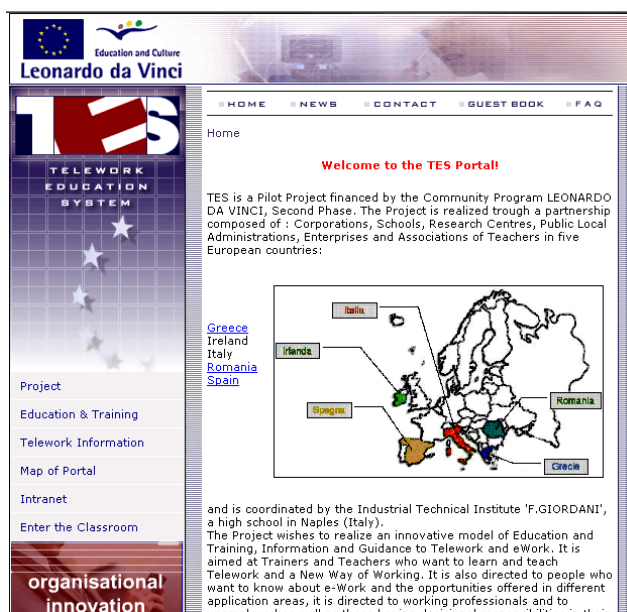 Education and Culture
Leonardo da Vinci
HOME NEWS CONTACT GUEST BOOK FAQ
TES
TELEWORK
EDUCATION
SYSTEM
Project
Education & Training
Telework Information
Map of Portal
Intranet
Enter the Classroom
organisational
innovation
Home
Welcome to the TES Portal!
TES is a Pilot Project financed by the Community Program LEONARDO
DA VINCI, Second Phase. The Project is realized trough a partnership
composed of : Corporations, Schools, Research Centres, Public Local
Administrations, Enterprises and Associations of Teachers in five
European countries:
Greece
Ireland
Italy
Romania
Spain
Italia
Irlanda
Spagna
Romania
Grecia
and is coordinated by the Industrial Technical Institute 'F.GIORDANI',
a high school in Naples (Italy).
The Project wishes to realize an innovative model of Education and
Training, Information and Guidance to Telework and eWork. It is
aimed at Trainers and Teachers who want to learn and teach
Telework and a New Way of Working. It is also directed to people who
want to know about e-Work and the opportunities offered in different
application areas, it is directed to working professionals and to